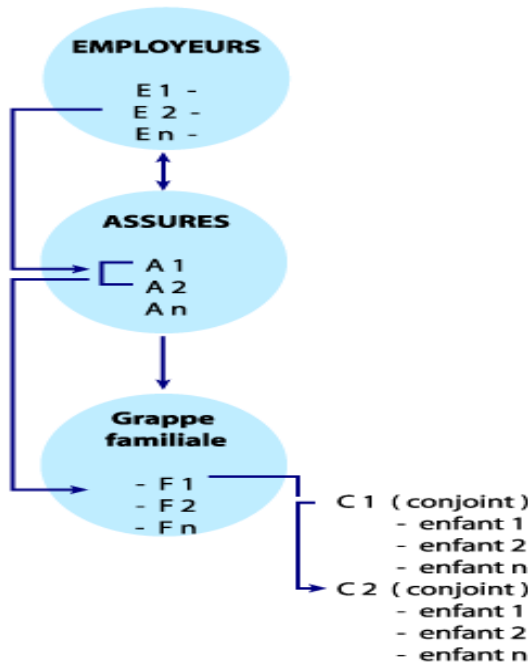 EMPLOYEURS
E 1 -
E 2 -
E n -
ASSURES
A 1
A 2
A n
Grappe
familiale
- F 1
- F 2
- F n
C 1 ( conjoint )
- enfant 1
- enfant 2
- enfant n
C 2 ( conjoint )
- enfant 1
- enfant 2
- enfant n